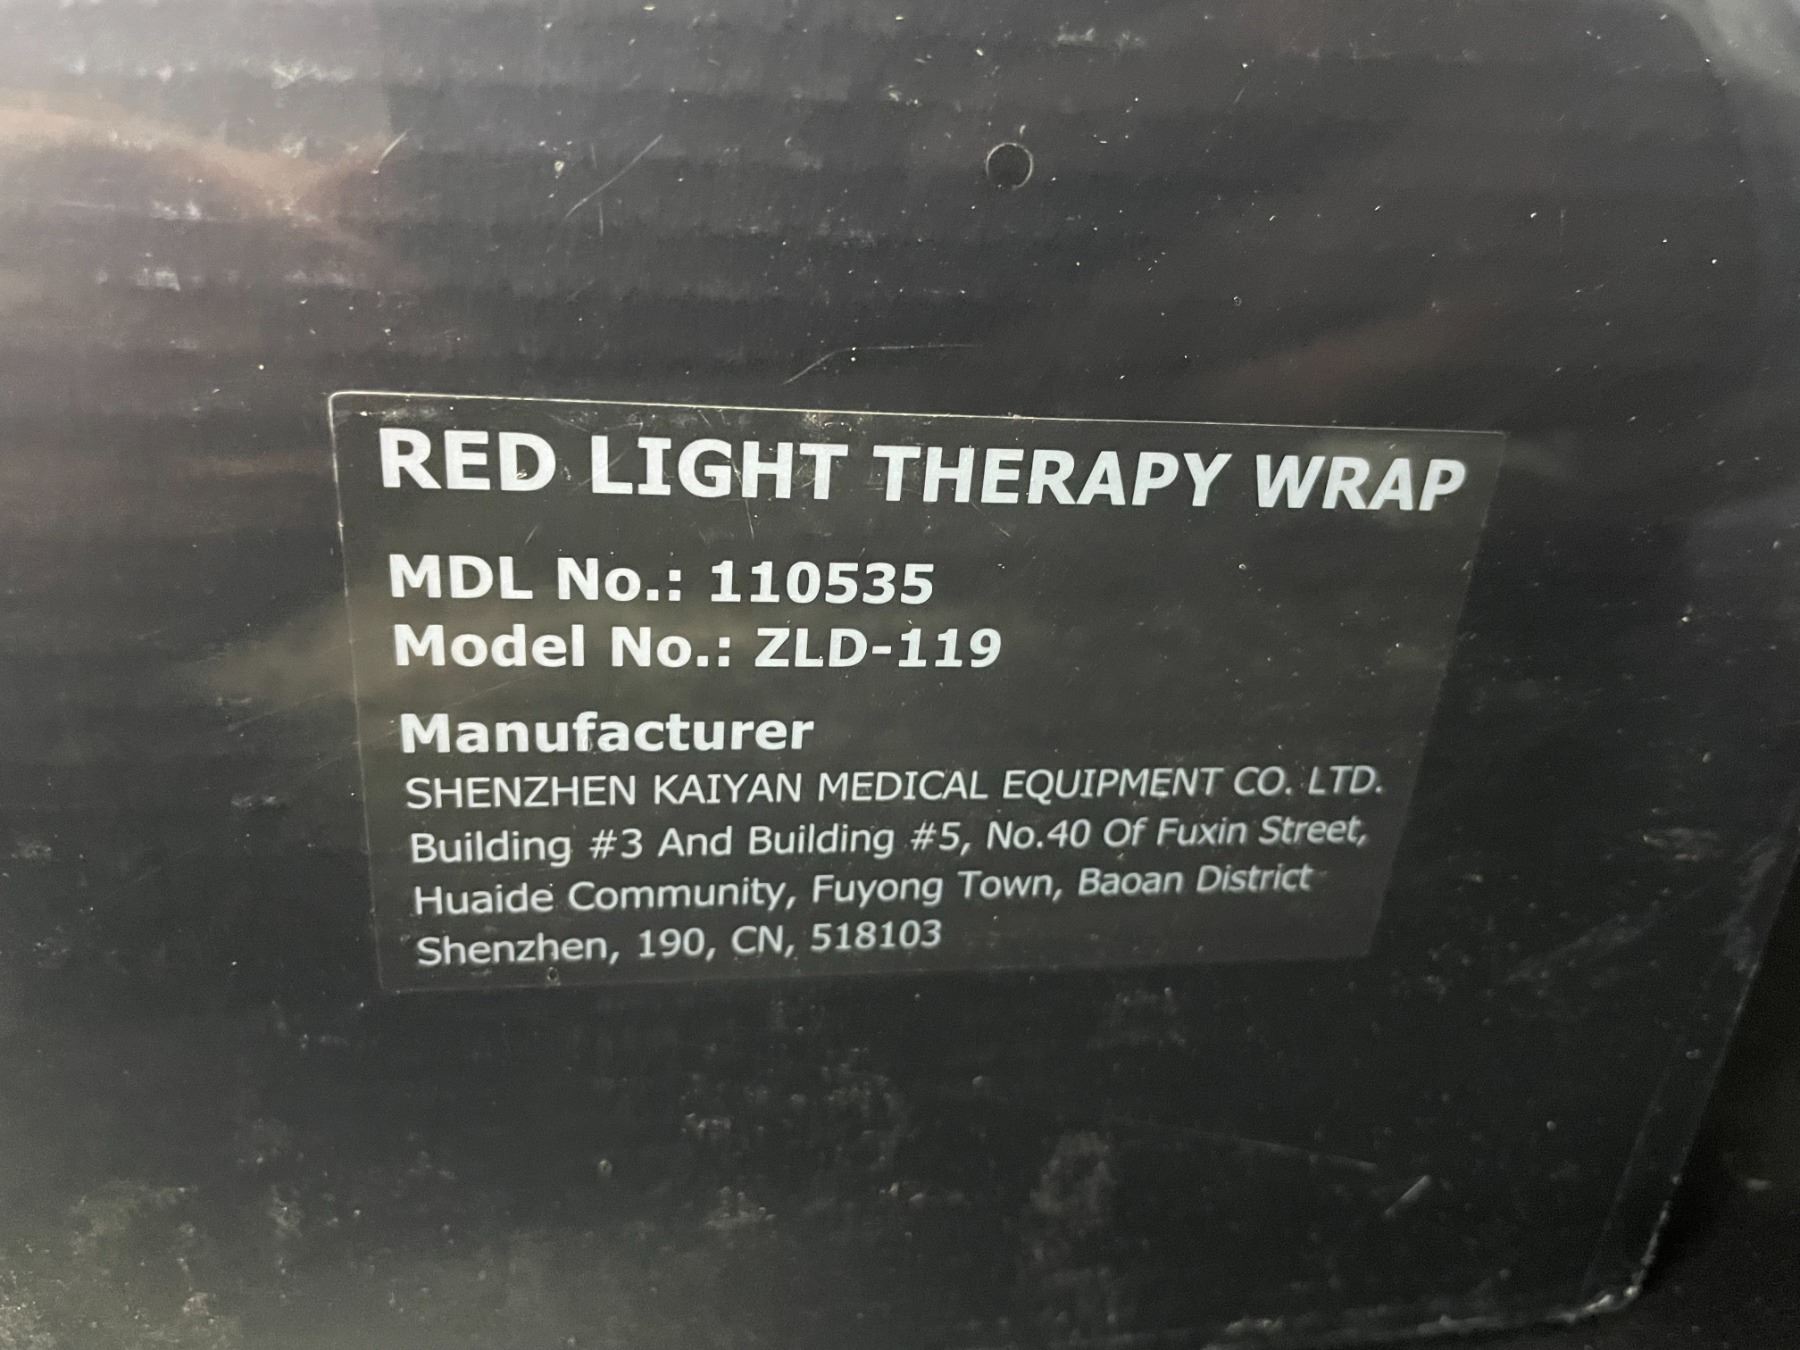 RED LIGHT THERAPY WRAP
MDL No.: 110535
Model No.: ZLD-119
Manufacturer
SHENZHEN KAIYAN MEDICAL EQUIPMENT CO. LTD.
Building #3 And Building #5, No.40 Of Fuxin Street,
Huaide Community, Fuyong Town, Baoan District
Shenzhen, 190, CN, 518103